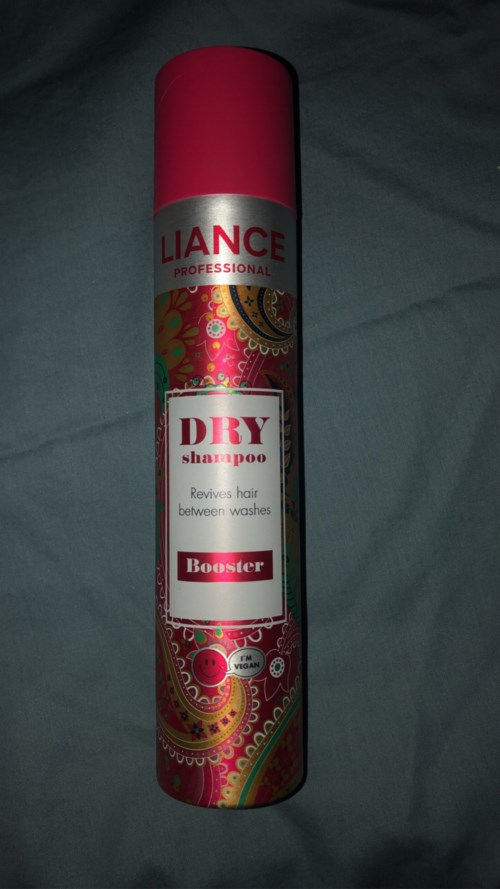 LIANCE
PROFESSIONAL
DRY
shampoo
Revives hair
between washes
Booster
I'M
VEGAN